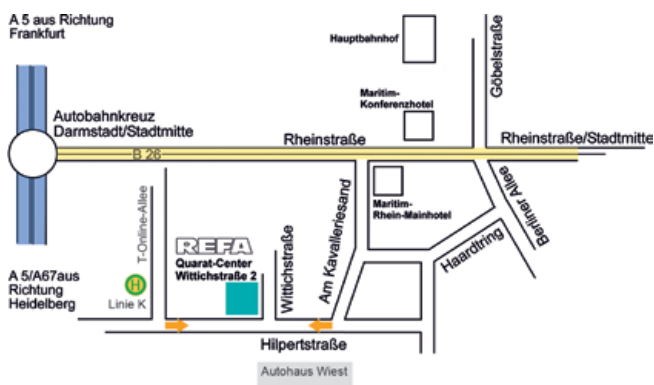 A 5 aus Richtung
Frankfurt
Hauptbahnhof
Göbelstraße
Maritim-
Konferenzhotel
Autobahnkreuz
Darmstadt/Stadtmitte
Rheinstraße
Rheinstraße/Stadtmitte
B 26
Maritim-
Rhein-Mainhotel
Berliner Allee
T-Online-Allee
REFA
Quarat-Center
Wittichstraße 2
Wittichstraße
Am Kavalleriesand
Haardtring
A 5/A67aus
Richtung
Heidelberg
H
Linie K
Hilpertstraße
Autohaus Wiest